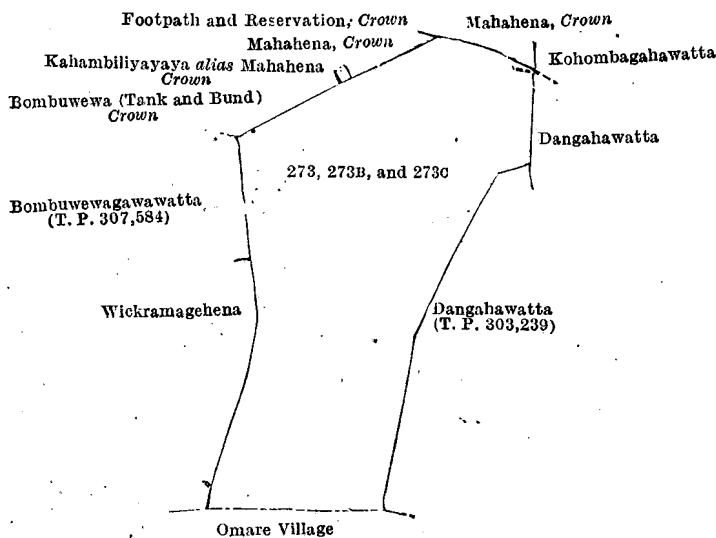 Footpath and Reservation, Crown
Mahahena, Crown
Mahahena, Crown
Kohombagahawatta
Kahambiliyayaya alias Mahahena
Crown
Bombuwewa (Tank and Bund)
Crown
Dangahawatta
273, 273B, and 273C
Bombuwewagawawatta
(T. P. 307,584)
Wickramagehena
Dangahawatta
(T. P. 303,239)
Omare Village